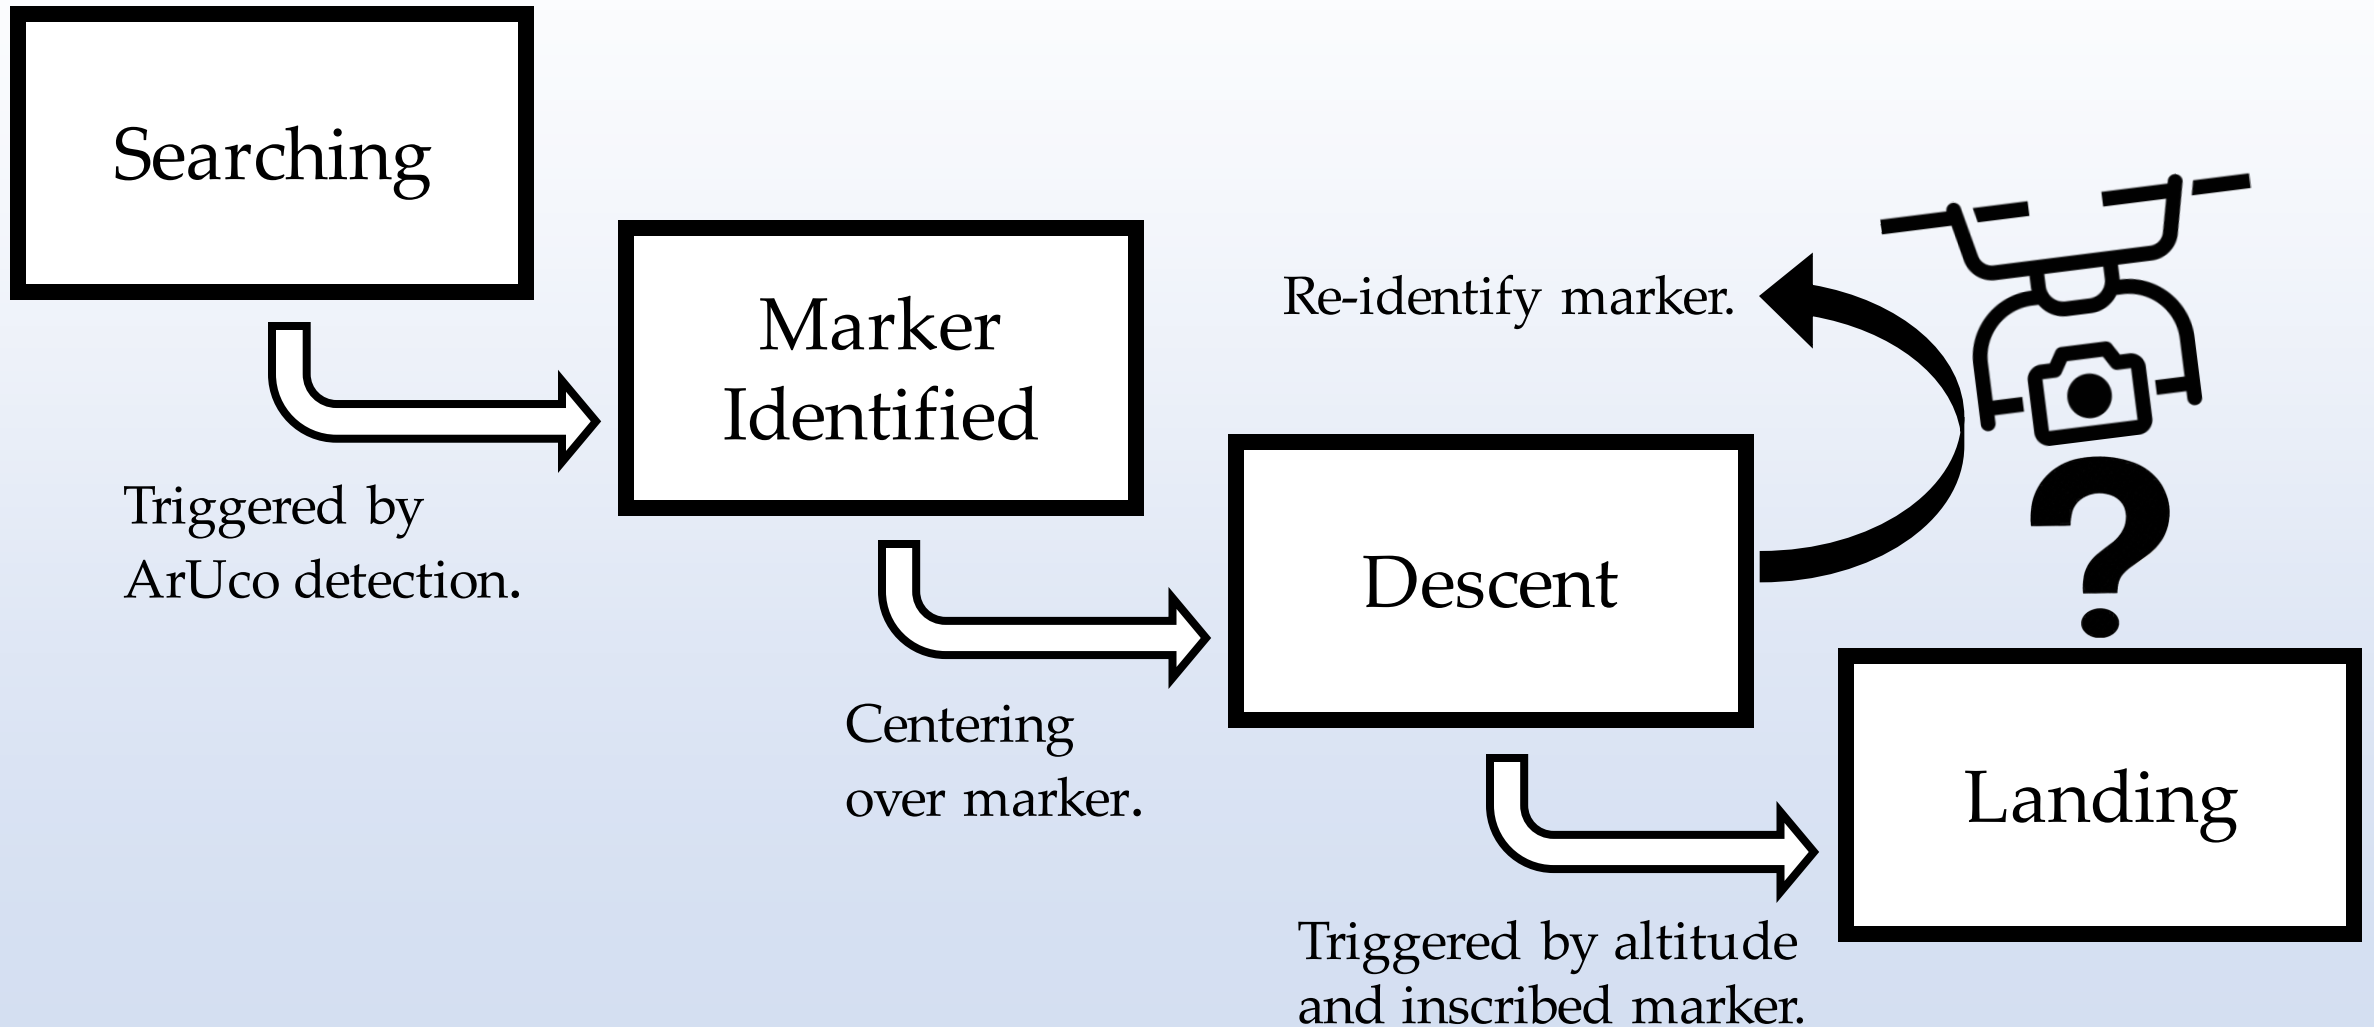 Searching
Triggered by
ArUco detection.
Marker
Identified
Centering
over marker.
Re-identify marker.
Descent
Triggered by altitude
and inscribed marker.
?
Landing